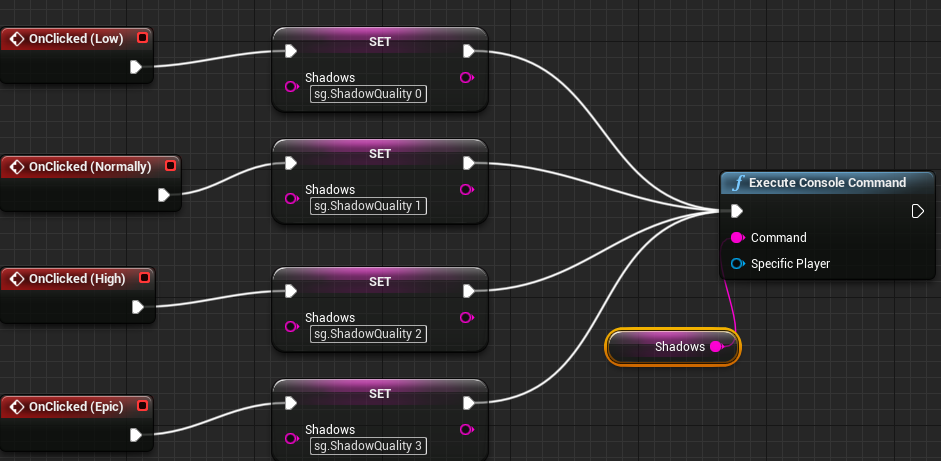 OnClicked (Low)
SET
Shadows
sg.ShadowQuality 0
OnClicked (Normally)
SET
Shadows
sg.ShadowQuality 1
OnClicked (High)
SET
Shadows
sg.ShadowQuality 2
OnClicked (Epic)
SET
Shadows
sg.ShadowQuality 3
f Execute Console Command
Command
Specific Player
Shadows